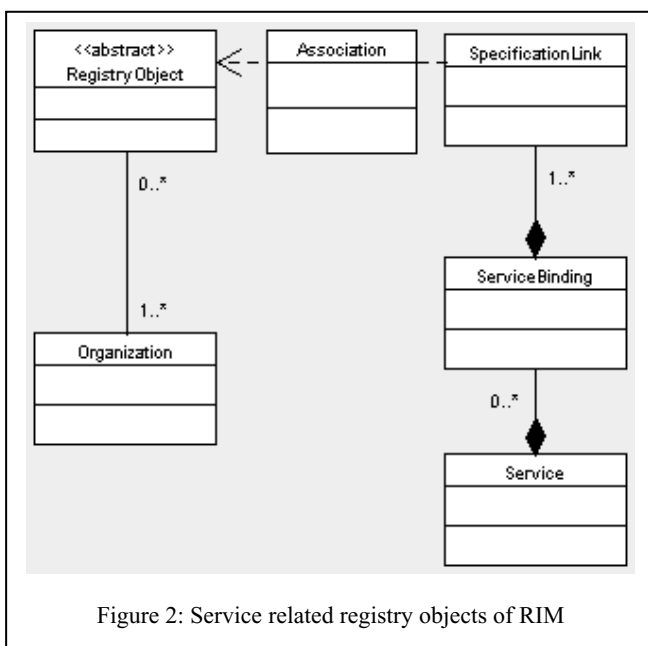 <<abstract>>
Registry Object
Association
SpecificationLink
0..*
1..*
1..*
Organization
ServiceBinding
0..*
Service
Figure 2: Service related registry objects of RIM